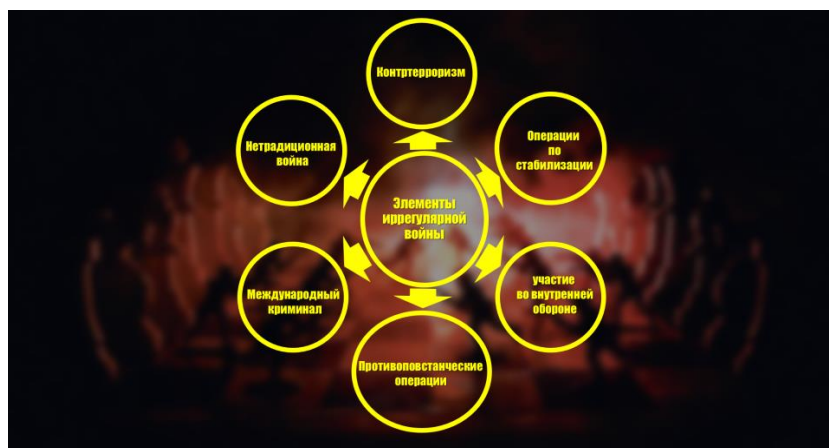 Контртерроризм
Нетрадиционная
война
Операции
по
стабилизации
Элементы
иррегулярной
войны
Международный
криминал
участие
во внутренней
обороне
Противоповстанческие
операции